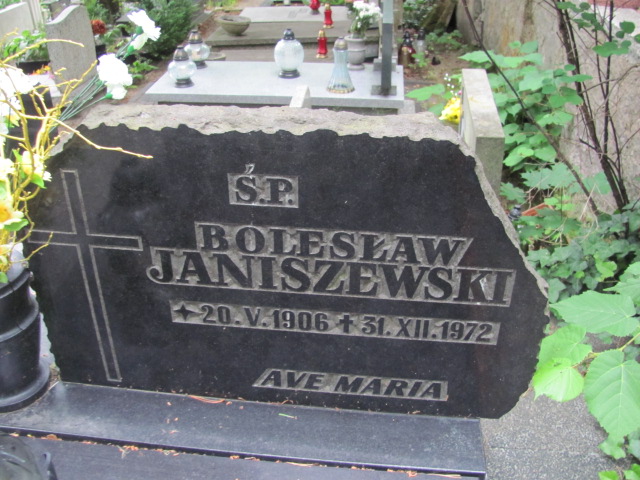 Ś.P.
BOLESŁAW
JANISZEWSKI
✦ 20.V.1906 ✝ 31.XII.1972
AVE MARIA